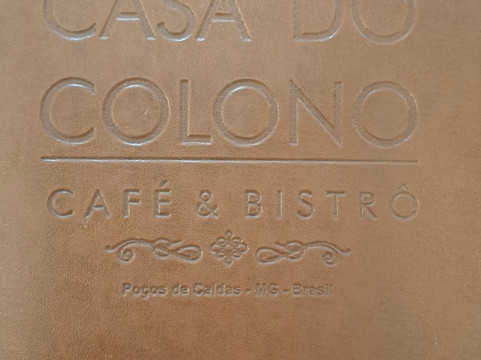 CASA DO
COLONO
CAFÉ & BISTRÔ
Poços de Caldas - MG - Brasil